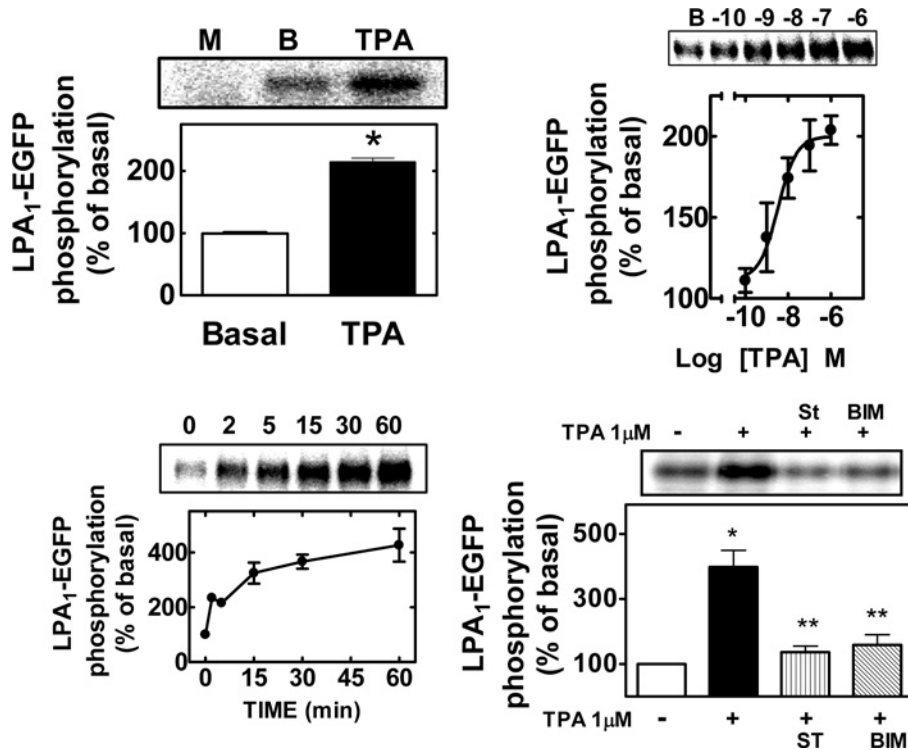 M B TPA
LPA₁-EGFP
phosphorylation
(% of basal)
200
100
0
*
Basal TPA
B -10 -9 -8 -7 -6
LPA₁-EGFP
phosphorylation
(% of basal)
200
150
100
-10 -8 -6
Log [TPA] M
0 2 5 15 30 60
LPA₁-EGFP
phosphorylation
(% of basal)
400
200
0
0 15 30 45 60
TIME (min)
St BIM
TPA 1µM - + + +
LPA₁-EGFP
phosphorylation
(% of basal)
500
300
100
*
**
**
TPA 1µM - + + +
ST BIM